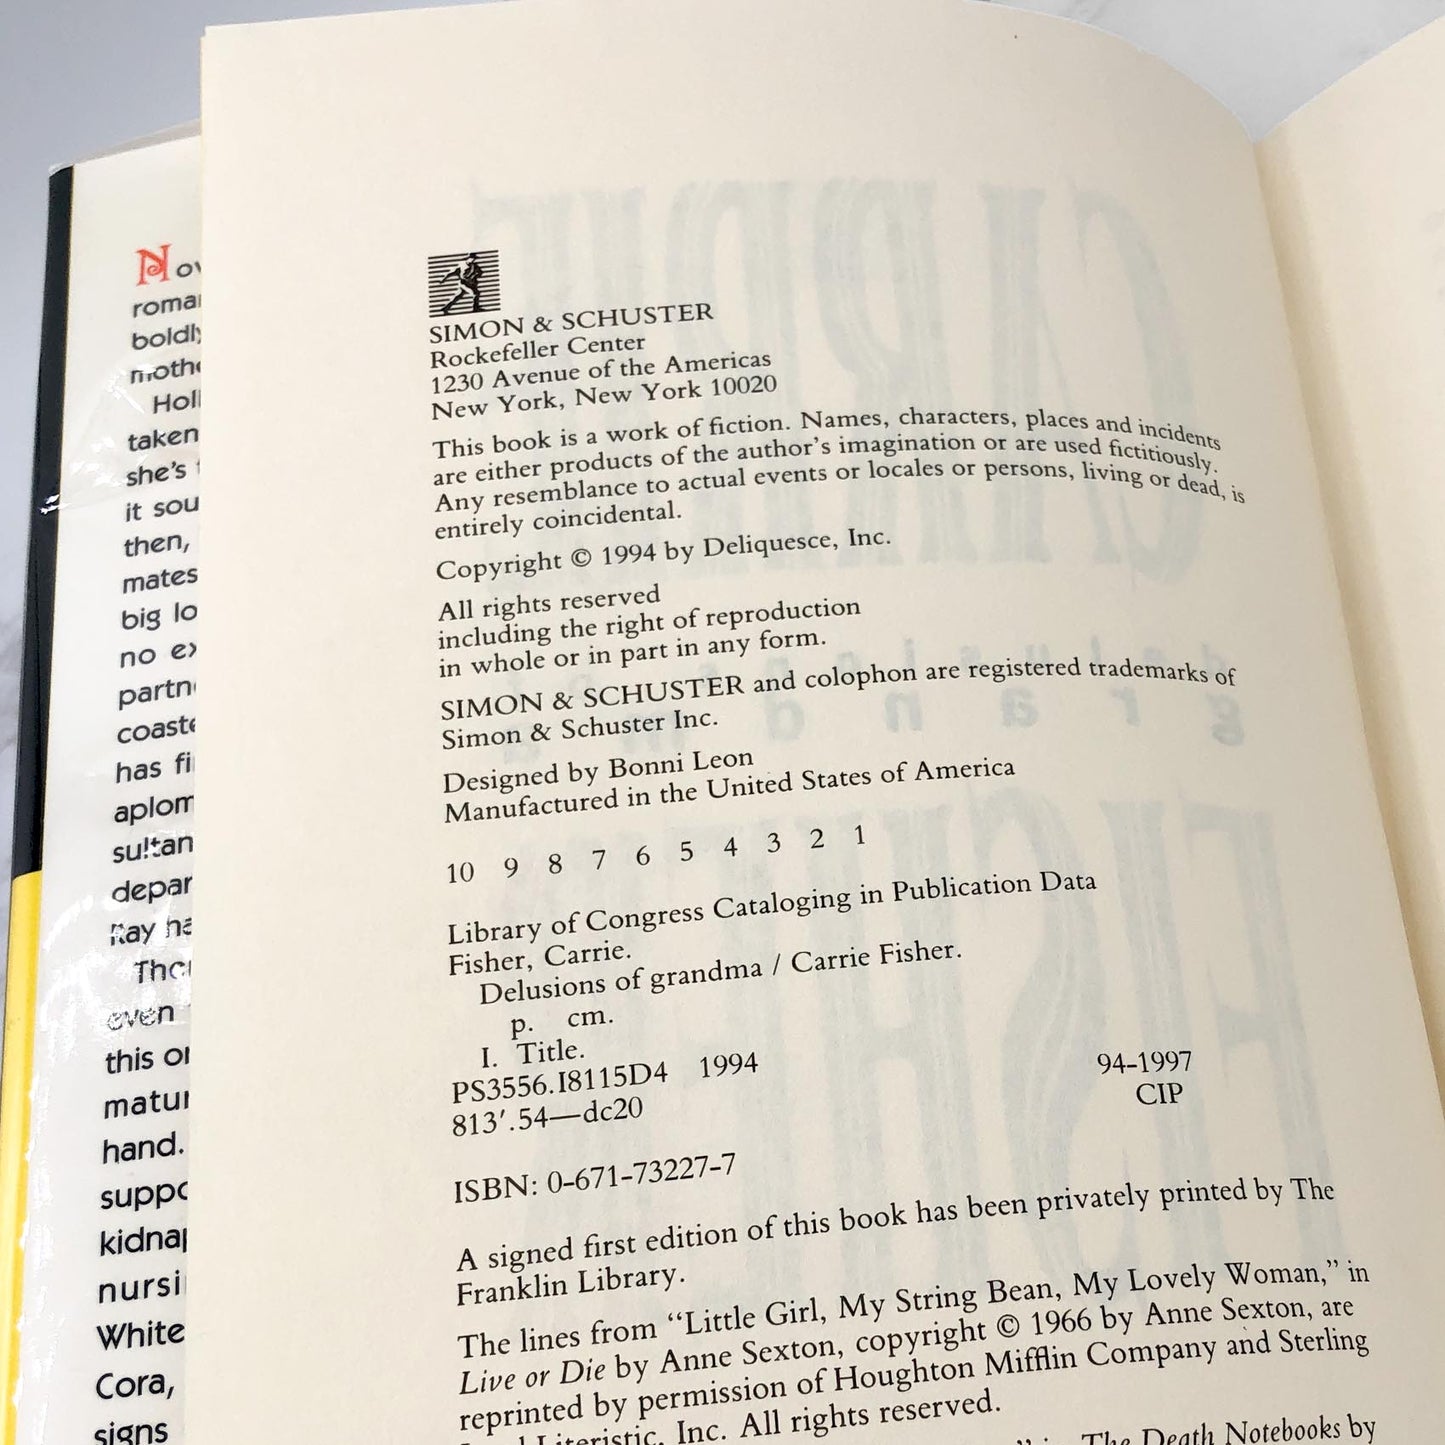 Nov
roma
boldly
mothe
Holl
taken
she's
it sou
then,
mates
big lo
no ex
partn
coaste
has fi
aplom
sultan
depar
Ray ha
Tho
even
this or
matur
hand.
suppo
kidnap
nursi
White
Cora,
signs
SIMON & SCHUSTER
Rockefeller Center
1230 Avenue of the Americas
New York, New York 10020
This book is a work of fiction. Names, characters, places and incidents
are either products of the author's imagination or are used fictitiously.
Any resemblance to actual events or locales or persons, living or dead, is
entirely coincidental.
Copyright © 1994 by Deliquesce, Inc.
All rights reserved
including the right of reproduction
in whole or in part in any form.
SIMON & SCHUSTER and colophon are registered trademarks of
Simon & Schuster Inc.
Designed by Bonni Leon
Manufactured in the United States of America
10 9 8 7 6 5 4 3 2 1
Library of Congress Cataloging in Publication Data
Fisher, Carrie.
Delusions of grandma / Carrie Fisher.
p. cm.
I. Title.
PS3556.I8115D4 1994 94-1997
813'.54—dc20 CIP
ISBN: 0-671-73227-7
A signed first edition of this book has been privately printed by The
Franklin Library.
The lines from "Little Girl, My String Bean, My Lovely Woman," in
Live or Die by Anne Sexton, copyright © 1966 by Anne Sexton, are
reprinted by permission of Houghton Mifflin Company and Sterling
Literistic, Inc. All rights reserved.
The Death Notebooks by